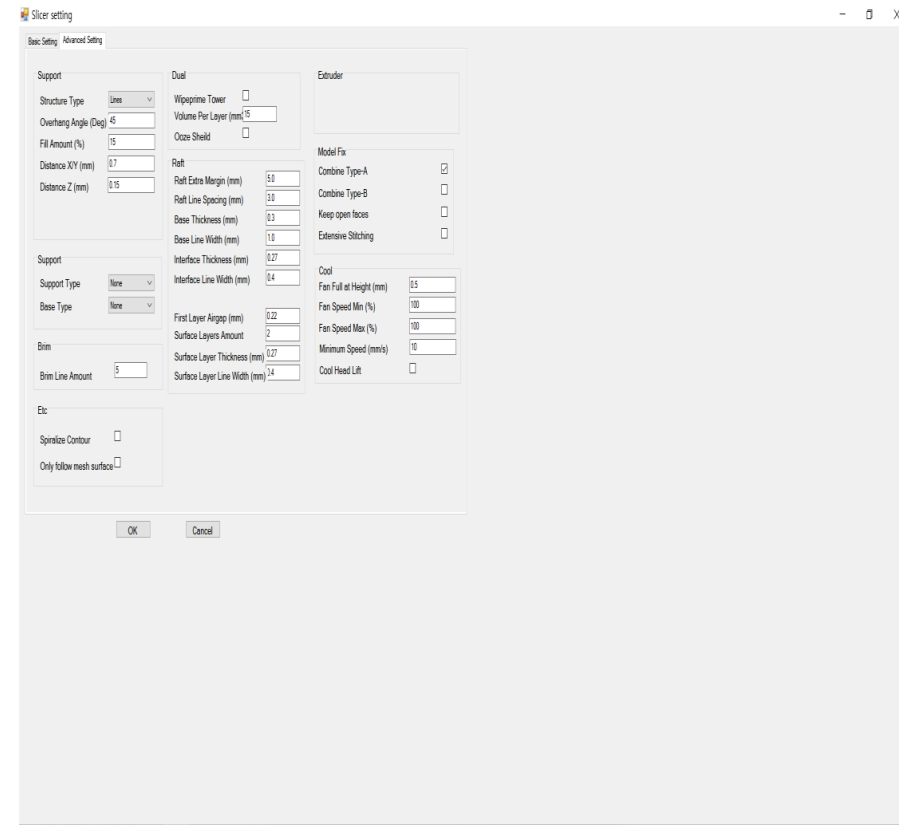 Slicer setting
Basic Setting Advanced Setting
Support
Structure Type Lines
Overhang Angle (Deg) 45
Fill Amount (%) 15
Distance X/Y (mm) 0.7
Distance Z (mm) 0.15
Support
Support Type None
Base Type None
Brim
Brim Line Amount 5
Etc
Spiralize Contour
Only follow mesh surface
Dual
Wipeprime Tower
Volume Per Layer (mm 15
Ooze Sheild
Raft
Raft Extra Margin (mm) 5.0
Raft Line Spacing (mm) 3.0
Base Thickness (mm) 0.3
Base Line Width (mm) 1.0
Interface Thickness (mm) 0.27
Interface Line Width (mm) 0.4
First Layer Airgap (mm) 0.22
Surface Layers Amount 2
Surface Layer Thickness (mm) 0.27
Surface Layer Line Width (mm) 0.4
Extruder
Model Fix
Combine Type-A
Combine Type-B
Keep open faces
Extensive Stitching
Cool
Fan Full at Height (mm) 0.5
Fan Speed Min (%) 100
Fan Speed Max (%) 100
Minimum Speed (mm/s) 10
Cool Head Lift
OK Cancel